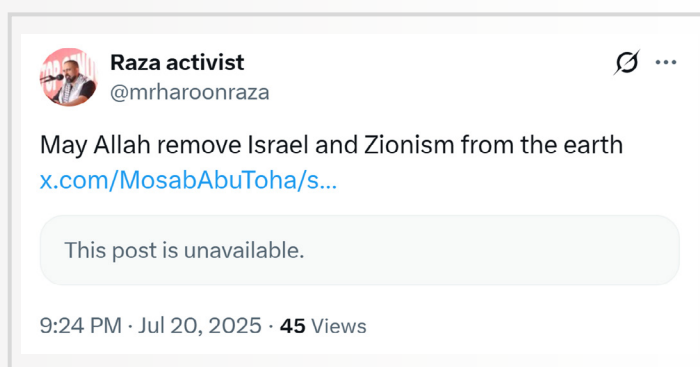 Raza activist
@mrharoonraza
May Allah remove Israel and Zionism from the earth
x.com/MosabAbuToha/s...
This post is unavailable.
9:24 PM · Jul 20, 2025 · 45 Views